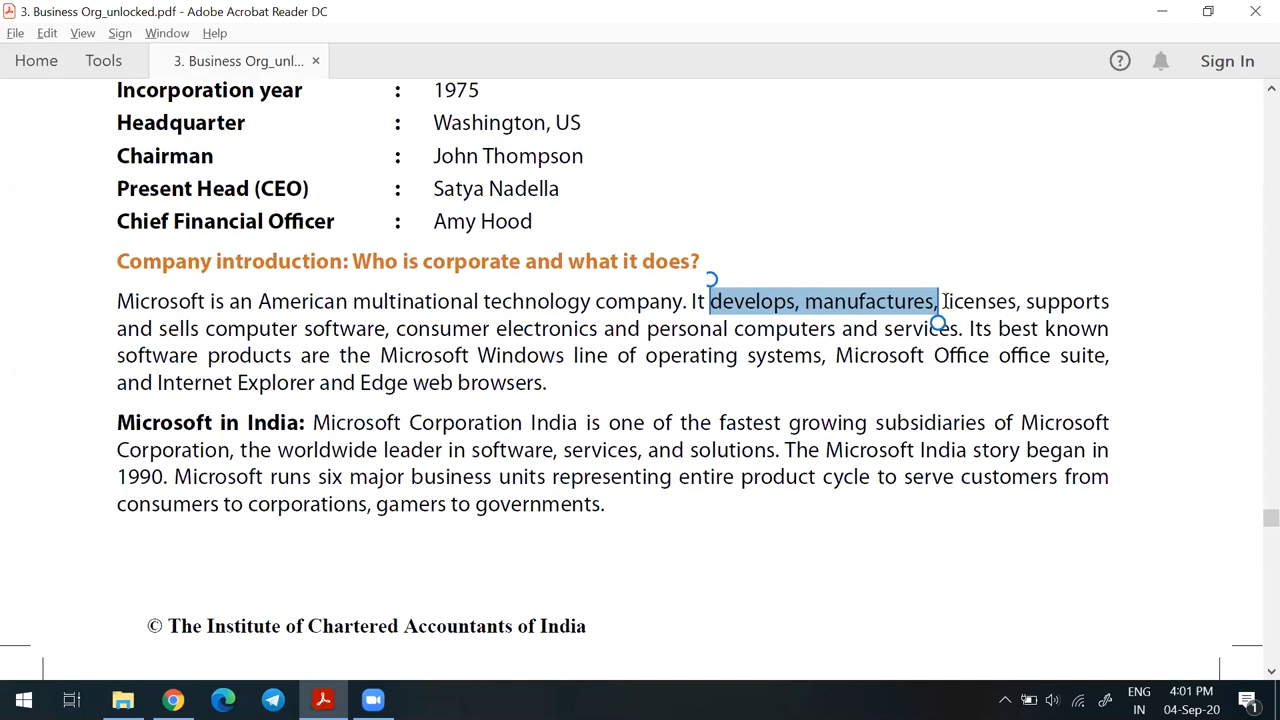 3. Business Org_unlocked.pdf - Adobe Acrobat Reader DC
File Edit View Sign Window Help
Home Tools 3. Business Org_unl... × Sign In
Incorporation year : 1975
Headquarter : Washington, US
Chairman : John Thompson
Present Head (CEO) : Satya Nadella
Chief Financial Officer : Amy Hood
Company introduction: Who is corporate and what it does?
Microsoft is an American multinational technology company. It develops, manufactures, licenses, supports
and sells computer software, consumer electronics and personal computers and services. Its best known
software products are the Microsoft Windows line of operating systems, Microsoft Office office suite,
and Internet Explorer and Edge web browsers.
Microsoft in India: Microsoft Corporation India is one of the fastest growing subsidiaries of Microsoft
Corporation, the worldwide leader in software, services, and solutions. The Microsoft India story began in
1990. Microsoft runs six major business units representing entire product cycle to serve customers from
consumers to corporations, gamers to governments.
© The Institute of Chartered Accountants of India
ENG 4:01 PM
IN 04-Sep-20 1